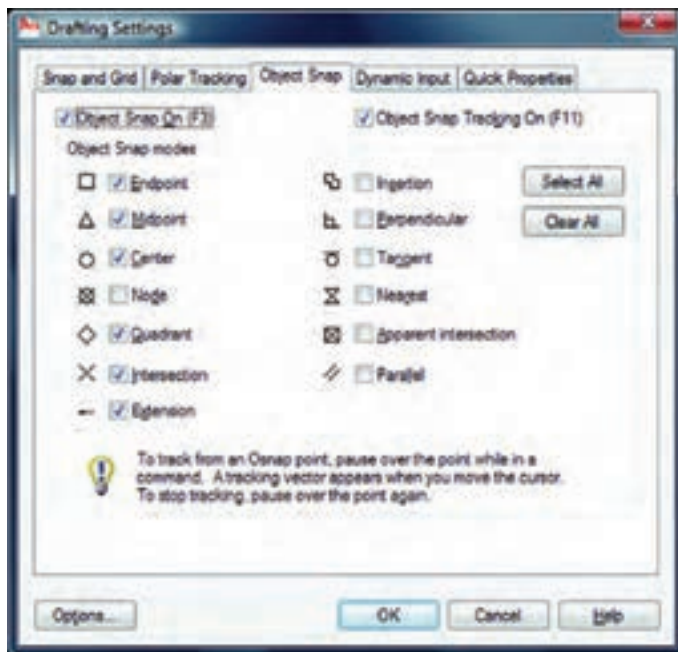 Drafting Settings
Snap and Grid Polar Tracking Object Snap Dynamic Input Quick Properties
Object Snap On (F3) Object Snap Tracking On (F11)
Object Snap modes
Endpoint Insertion Select All
Midpoint Perpendicular Clear All
Center Tangent
Node Nearest
Quadrant Apparent intersection
Intersection Parallel
Extension
To track from an Osnap point, pause over the point while in a
command. A tracking vector appears when you move the cursor.
To stop tracking, pause over the point again.
Options... OK Cancel Help